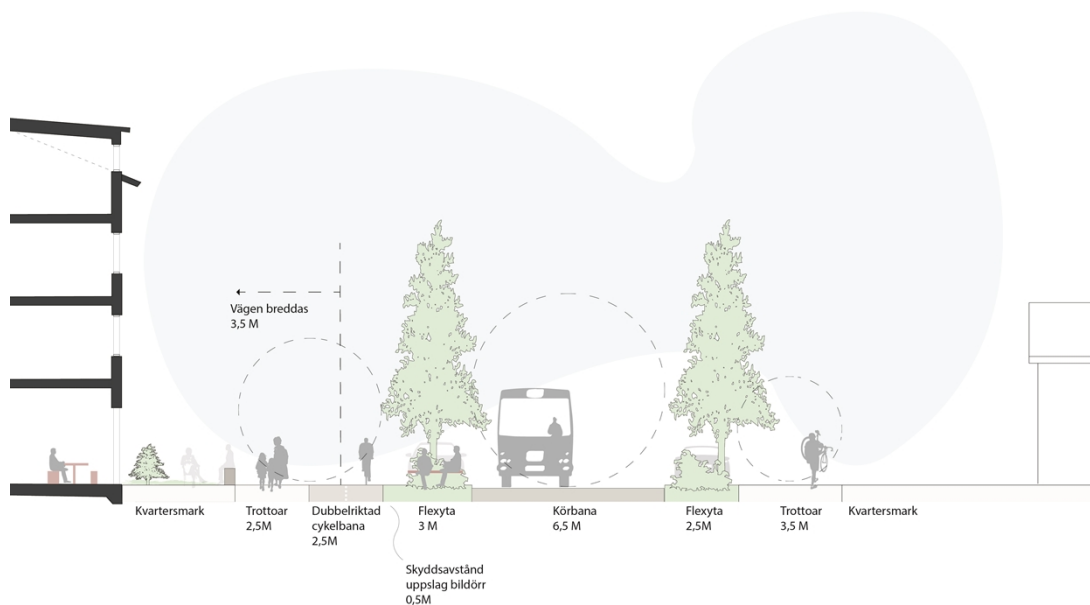 Vägen breddas
3,5 M
Kvartersmark
Trottoar
2,5M
Dubbelriktad
cykelbana
2,5M
Flexyta
3 M
Körbana
6,5 M
Flexyta
2,5M
Trottoar
3,5 M
Kvartersmark
Skyddsavstånd
uppslag bildörr
0,5M